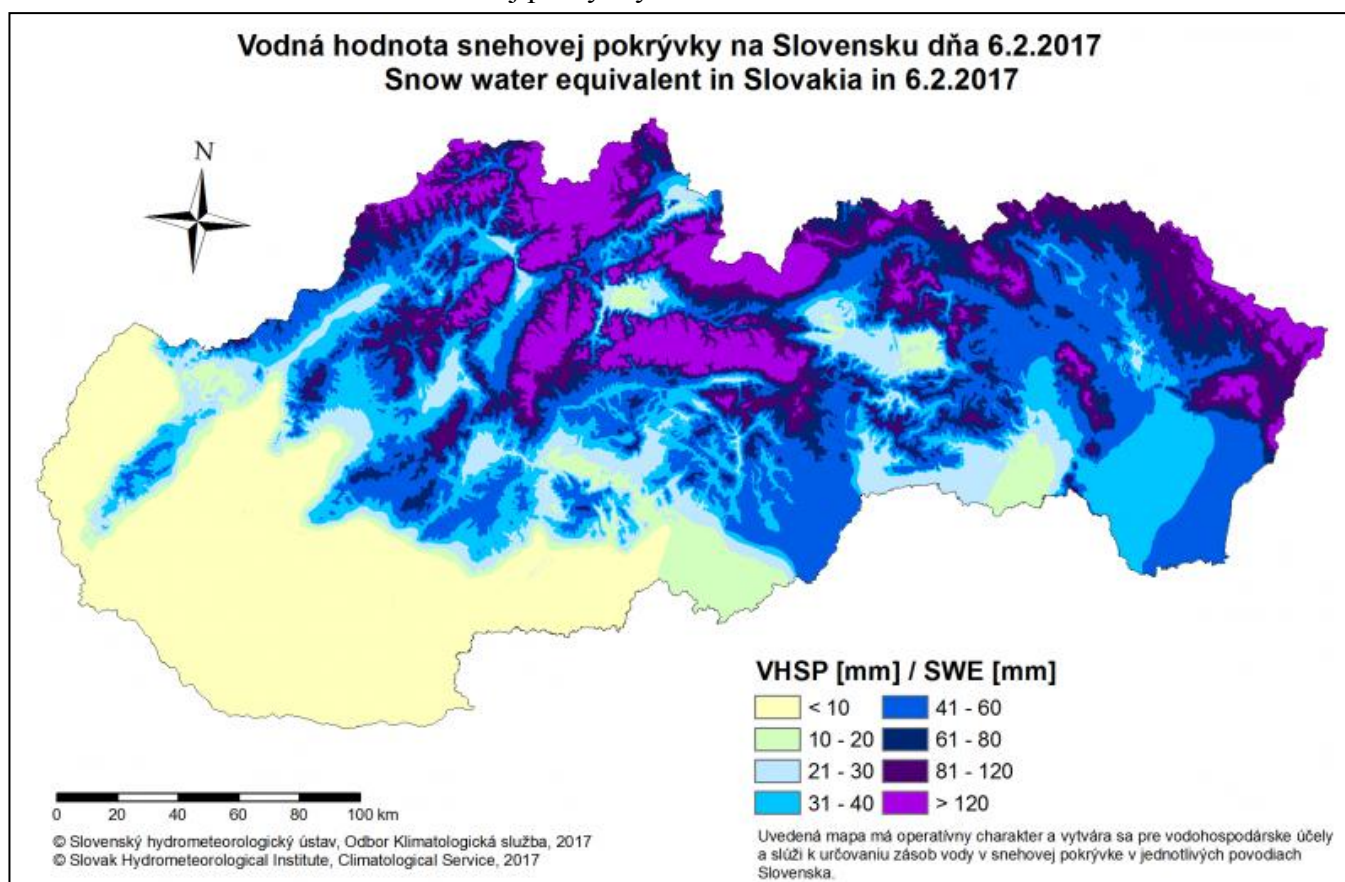 Vodná hodnota snehovej pokrývky na Slovensku dňa 6.2.2017
Snow water equivalent in Slovakia in 6.2.2017
N
VHSP [mm] / SWE [mm]
< 10
41 - 60
10 - 20
61 - 80
21 - 30
81 - 120
31 - 40
> 120
0 20 40 60 80 100 km
© Slovenský hydrometeorologický ústav, Odbor Klimatologická služba, 2017
© Slovak Hydrometeorological Institute, Climatological Service, 2017
Uvedená mapa má operatívny charakter a vytvára sa pre vodohospodárske účely
a slúži k určovaniu zásob vody v snehovej pokrývke v jednotlivých povodiach
Slovenska.